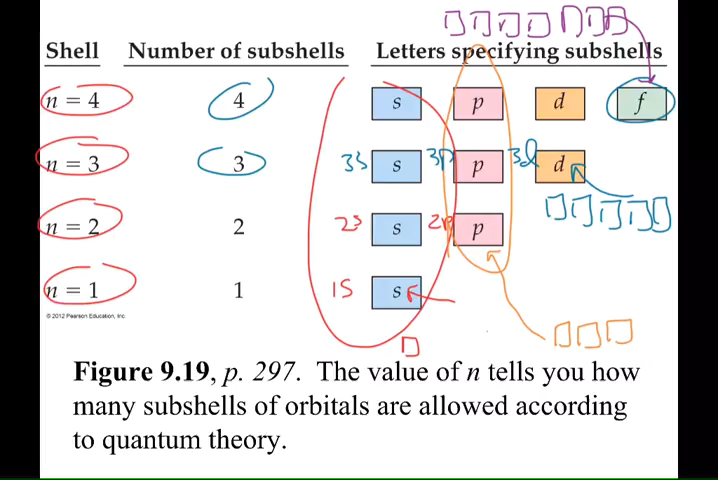 Shell Number of subshells Letters specifying subshells
n = 4 4 s p d f
n = 3 3 3s s 3p p 3d d
n = 2 2 2s s 2p p
n = 1 1 1s s
© 2012 Pearson Education, Inc.
Figure 9.19, p. 297. The value of n tells you how
many subshells of orbitals are allowed according
to quantum theory.